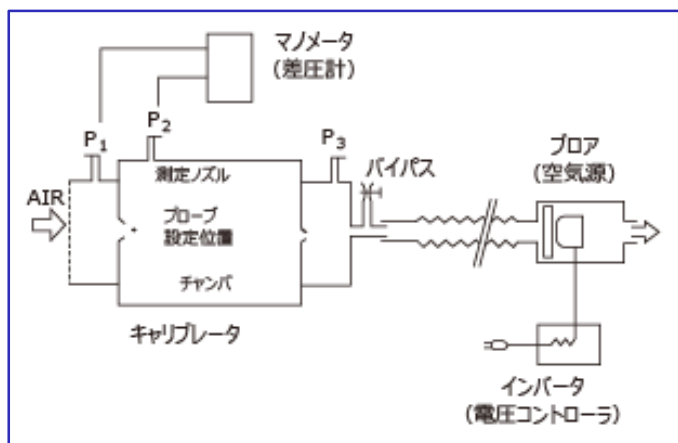 マノメータ
(差圧計)
P1
P2
P3
測定ノズル
バイパス
ブロア
(空気源)
AIR
プローブ
設定位置
チャンバ
キャリブレータ
インバータ
(電圧コントローラ)